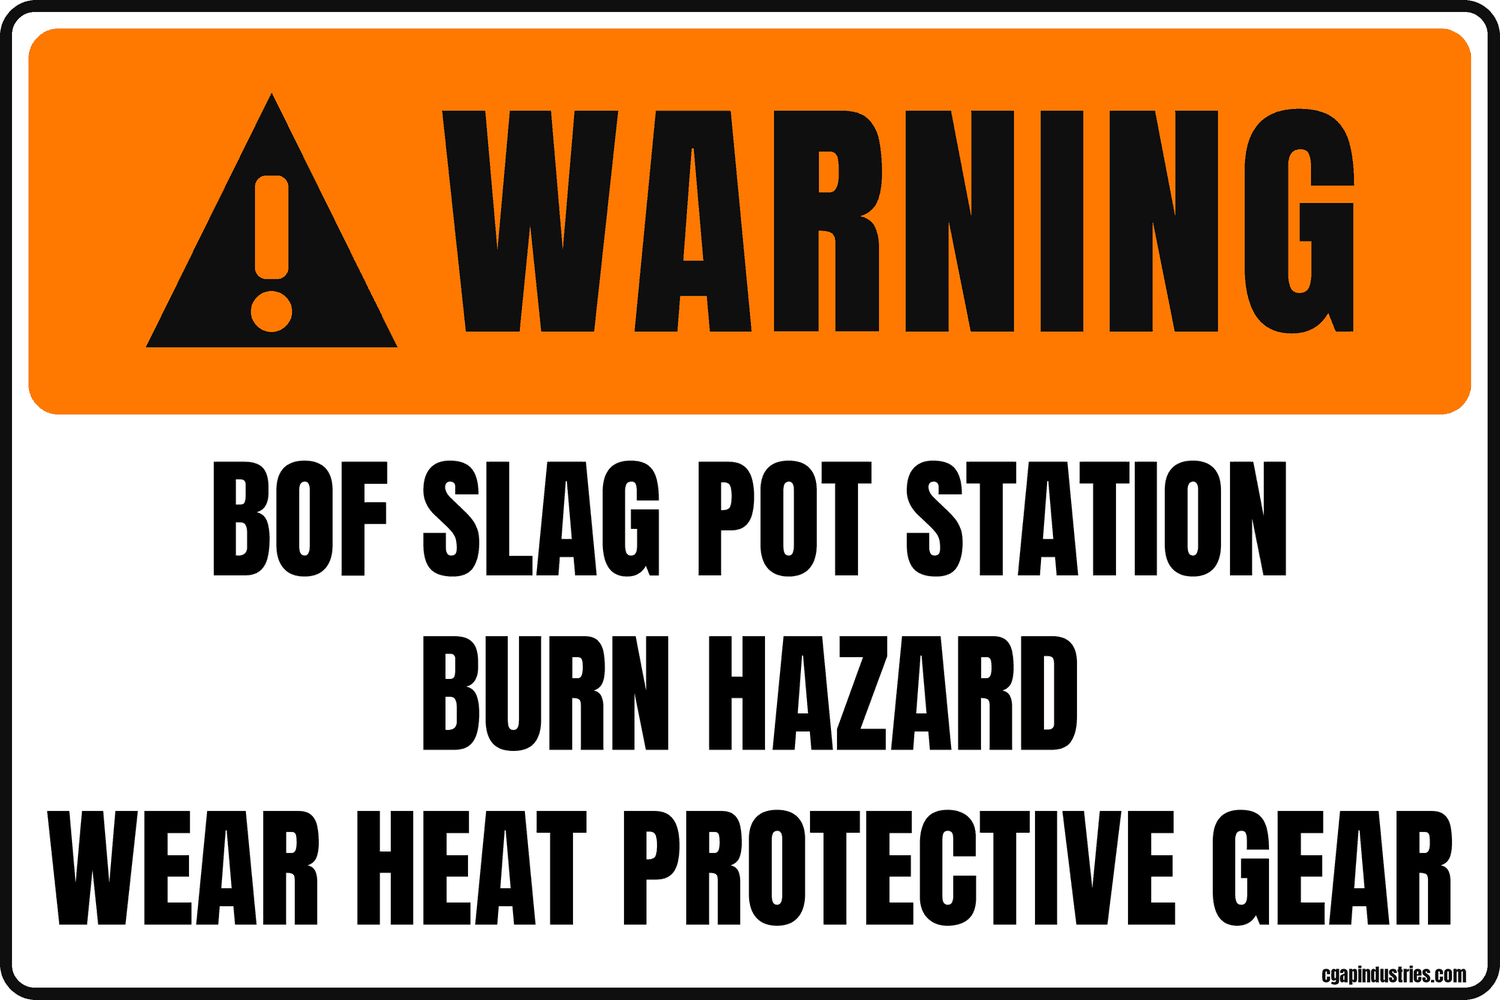 WARNING
BOF SLAG POT STATION
BURN HAZARD
WEAR HEAT PROTECTIVE GEAR
cgapindustries.com